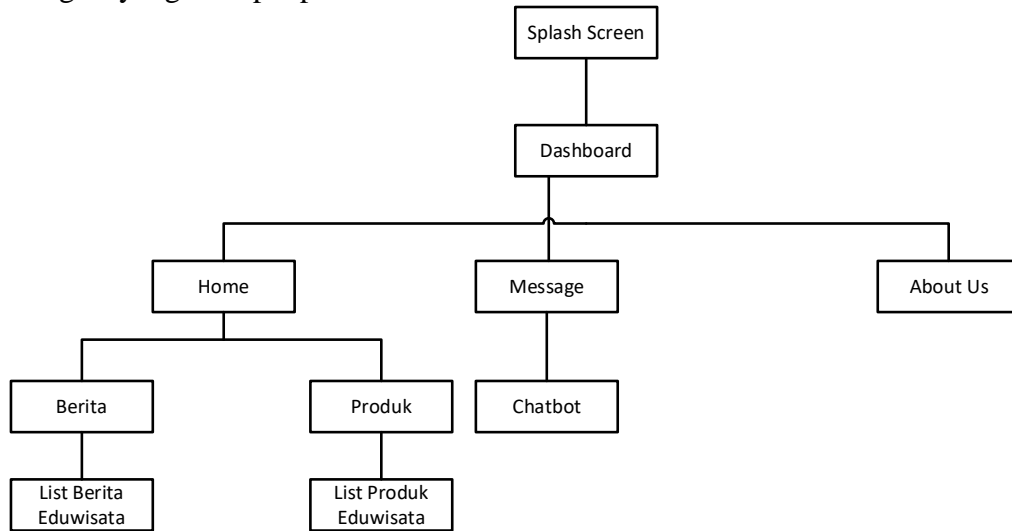 Splash Screen
Dashboard
Home
Message
About Us
Berita
Produk
Chatbot
List Berita
Eduwisata
List Produk
Eduwisata